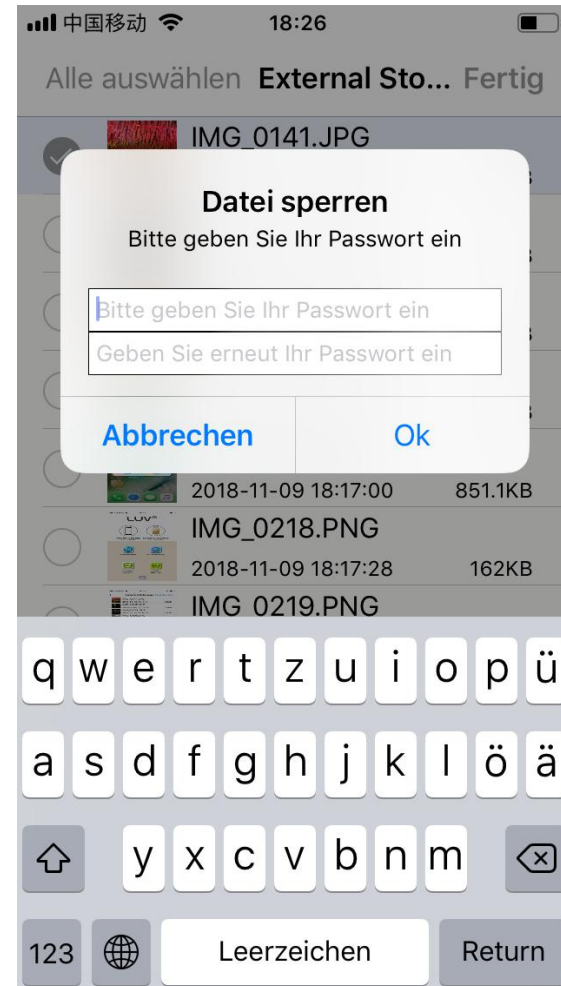 中国移动 18:26
Alle auswählen External Sto... Fertig
IMG_0141.JPG
Datei sperren
Bitte geben Sie Ihr Passwort ein
Bitte geben Sie Ihr Passwort ein
Geben Sie erneut Ihr Passwort ein
Abbrechen Ok
2018-11-09 18:17:00 851.1KB
LUV
IMG_0218.PNG
2018-11-09 18:17:28 162KB
IMG_0219.PNG
q w e r t z u i o p ü
a s d f g h j k l ö ä
y x c v b n m
123 Leerzeichen Return